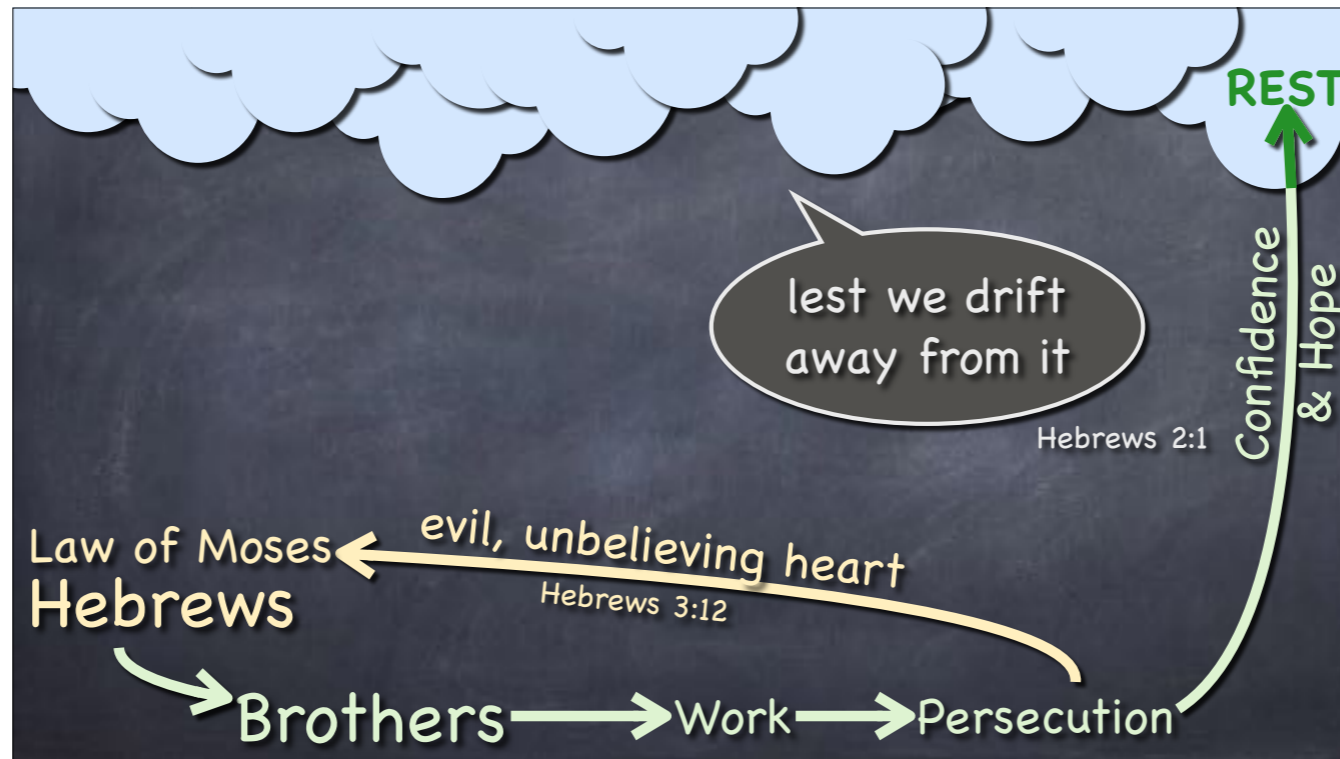 REST
lest we drift
away from it
Hebrews 2:1
Confidence
& Hope
evil, unbelieving heart
Hebrews 3:12
Law of Moses
Hebrews
Brothers
Work
Persecution